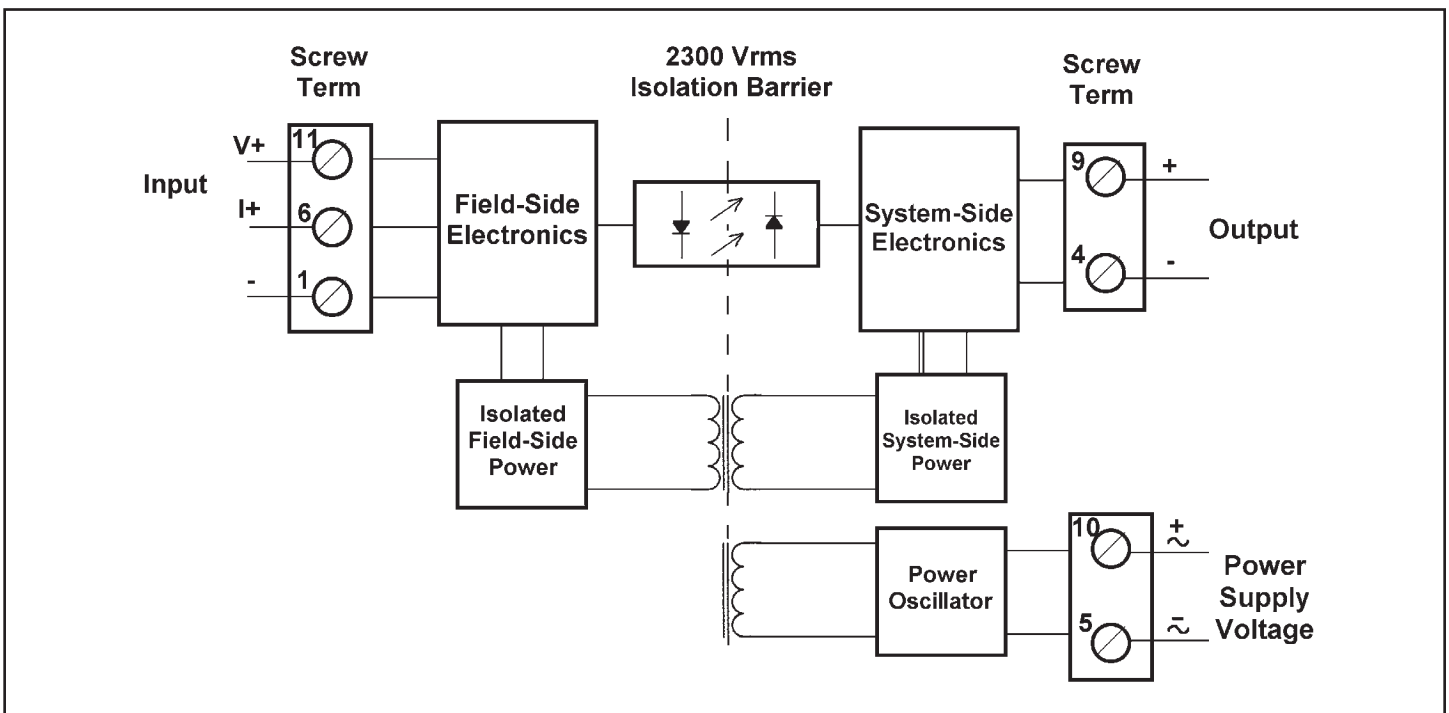 Screw
Term
2300 Vrms
Isolation Barrier
Screw
Term
Input
V+
11
I+
6
-
1
Field-Side
Electronics
System-Side
Electronics
9
+
4
-
Output
Isolated
Field-Side
Power
Isolated
System-Side
Power
Power
Oscillator
10
+
~
5
-
~
Power
Supply
Voltage